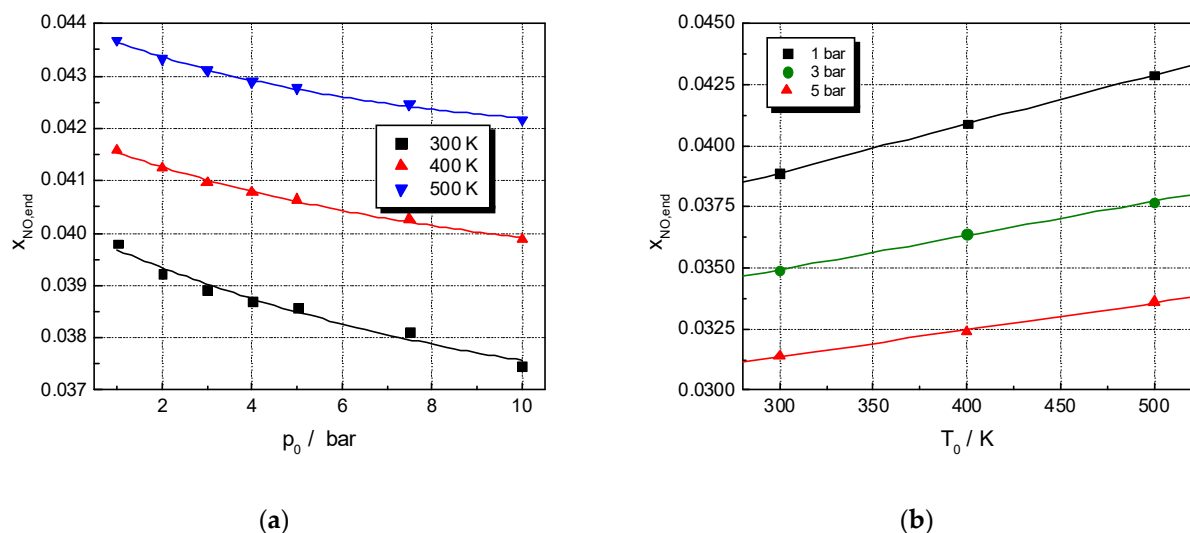 0.044
0.043
0.042
0.041
0.040
0.039
0.038
0.037
x_NO,end
2 4 6 8 10
p_0 / bar
300 K
400 K
500 K
(a)
0.0450
0.0425
0.0400
0.0375
0.0350
0.0325
0.0300
x_NO,end
300 350 400 450 500
T_0 / K
1 bar
3 bar
5 bar
(b)